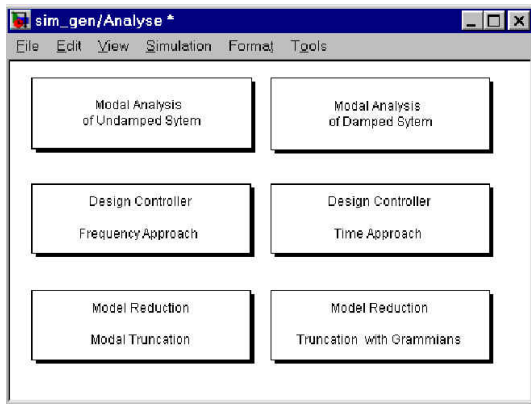 sim_gen/Analyse *
File Edit View Simulation Format Tools
Modal Analysis
of Undamped Sytem
Modal Analysis
of Damped Sytem
Design Controller
Frequency Approach
Design Controller
Time Approach
Model Reduction
Modal Truncation
Model Reduction
Truncation with Grammians